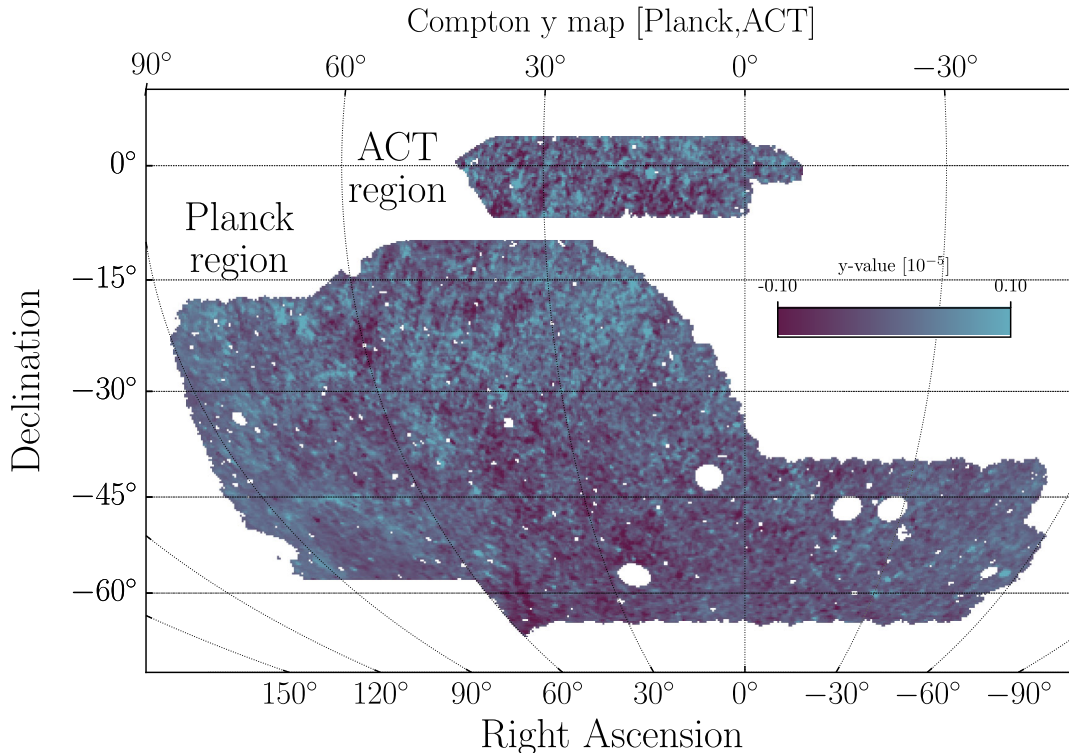 Compton y map [Planck,ACT]
90° 60° 30° 0° −30°
ACT
region
0°
Planck
region
−15°
y-value [10⁻⁵]
-0.10 0.10
−30°
Declination
−45°
−60°
150° 120° 90° 60° 30° 0° −30° −60° −90°
Right Ascension